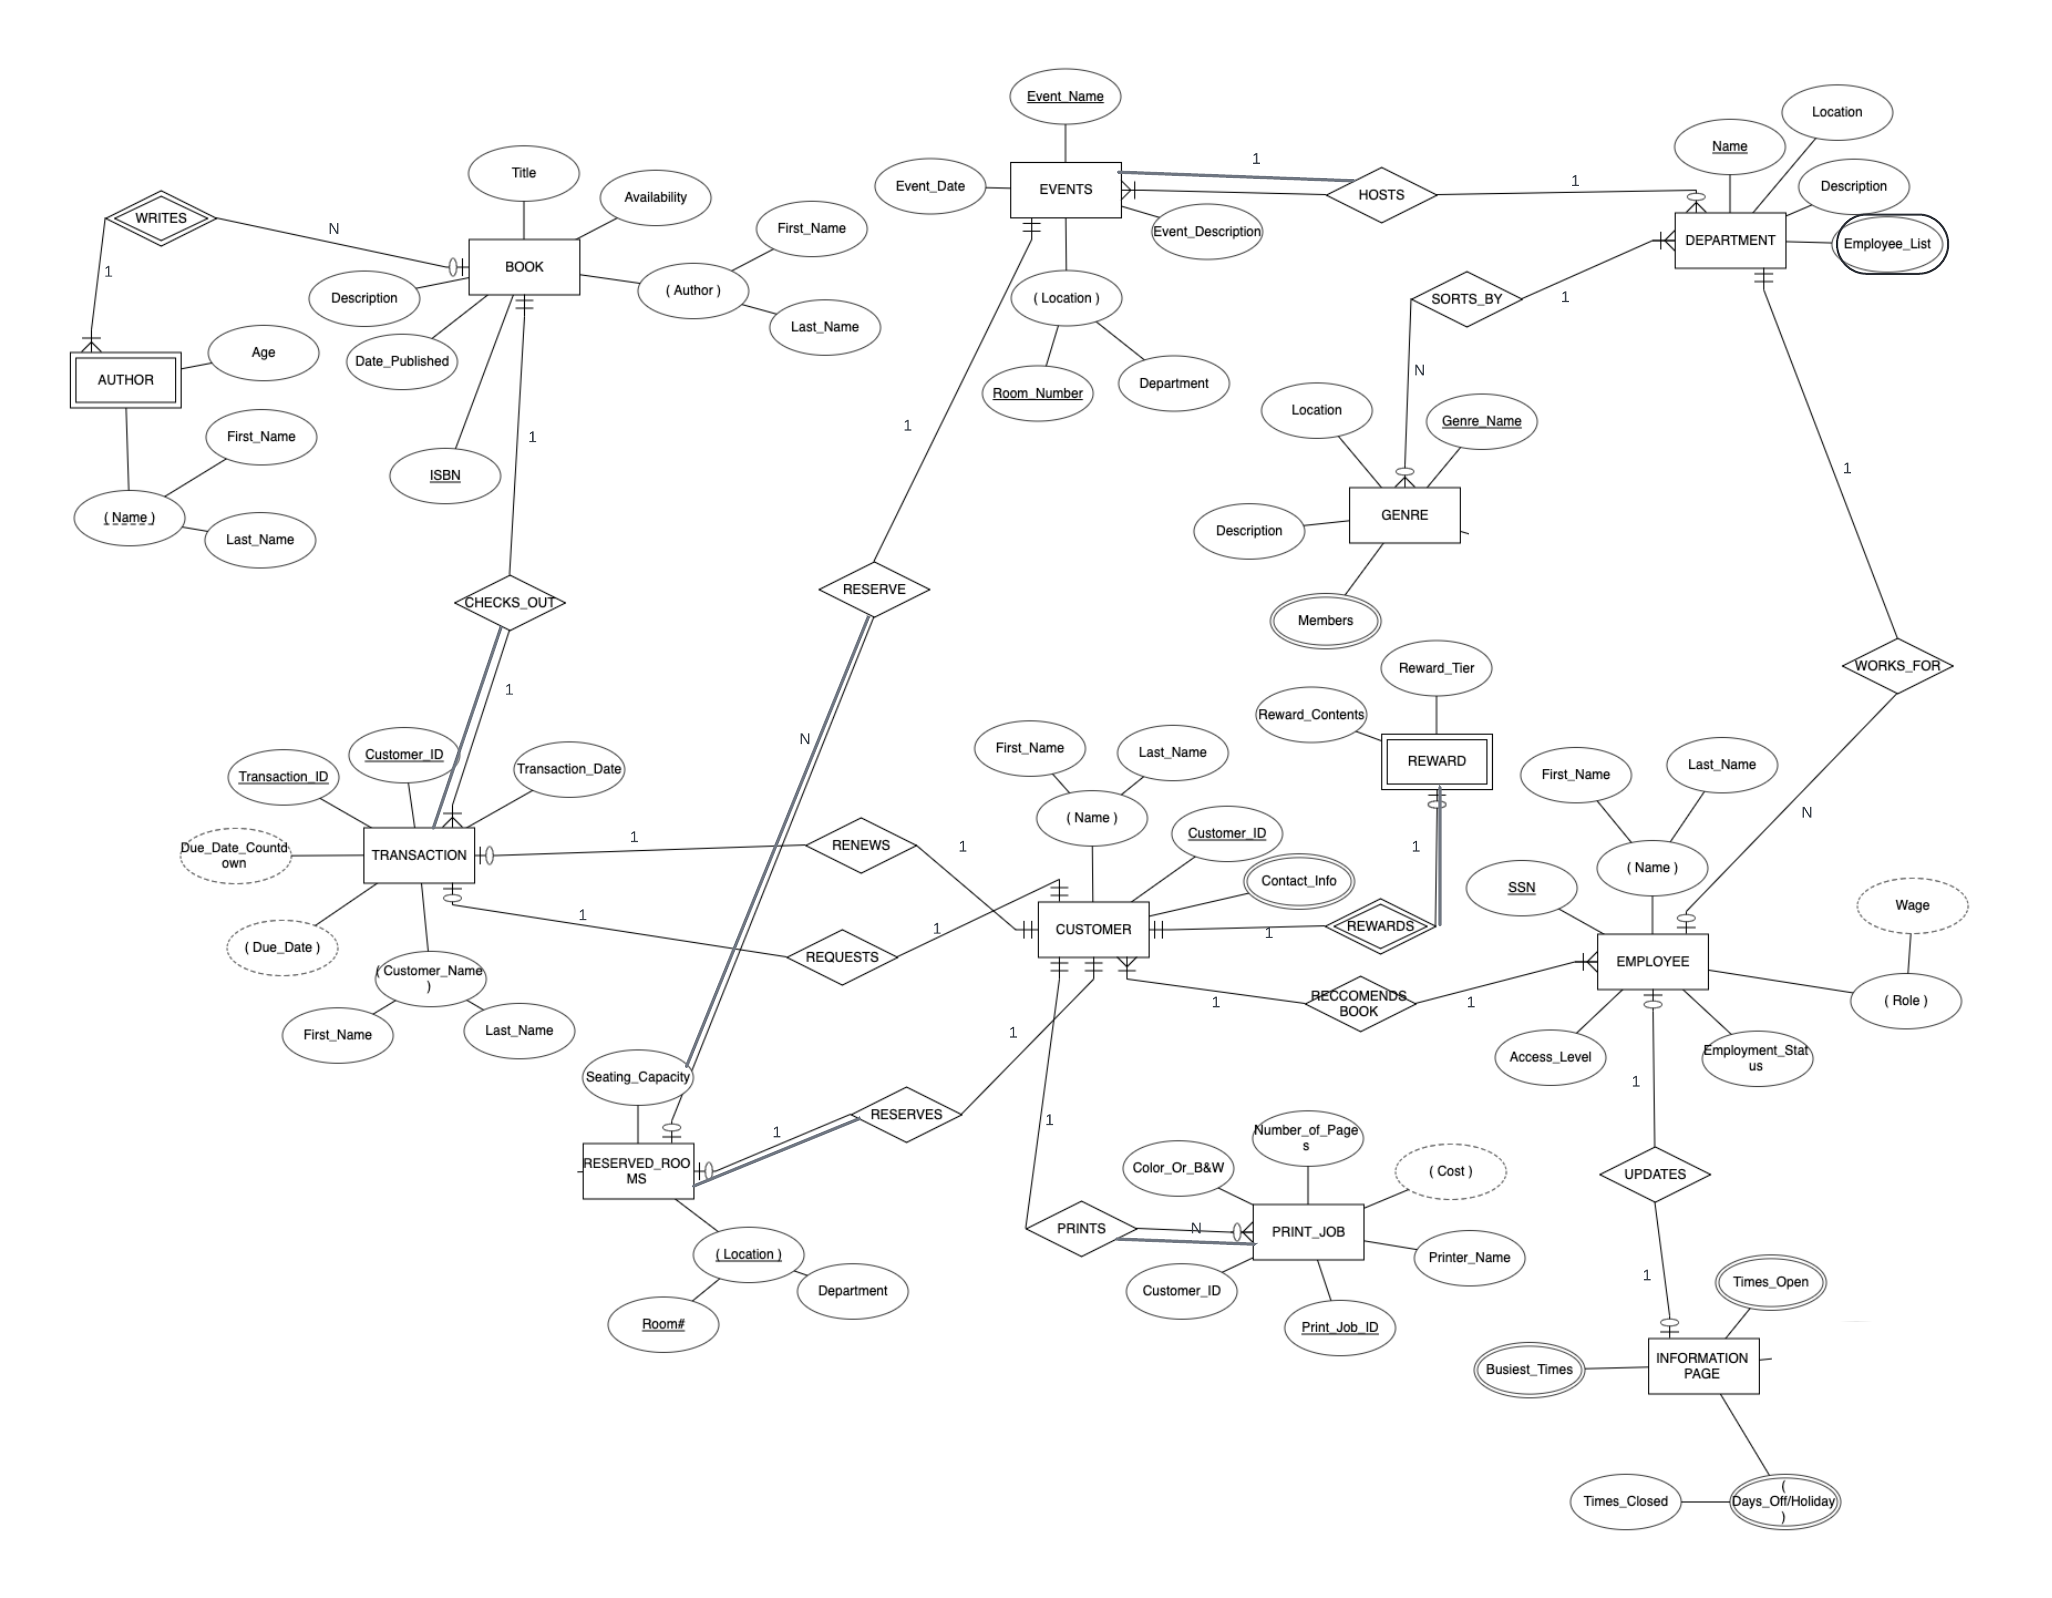 Event_Name
Location
Name
Title
1
Event_Date
EVENTS
1
Description
Availability
HOSTS
WRITES
N
First_Name
Event_Description
DEPARTMENT
Employee_List
BOOK
1
Description
( Author )
( Location )
SORTS_BY
1
Last_Name
Age
Date_Published
AUTHOR
Room_Number
Department
N
Location
Genre_Name
First_Name
1
1
1
ISBN
( Name )
Last_Name
Description
GENRE
CHECKS_OUT
RESERVE
Members
WORKS_FOR
Reward_Tier
1
Reward_Contents
N
First_Name
Last_Name
REWARD
First_Name
Last_Name
Customer_ID
Transaction_ID
Transaction_Date
N
( Name )
Customer_ID
1
RENEWS
1
1
Due_Date_Countd
own
TRANSACTION
( Name )
Contact_Info
SSN
Wage
1
1
CUSTOMER
1
REWARDS
( Due_Date )
REQUESTS
EMPLOYEE
( Customer_Name
)
1
RECCOMENDS
BOOK
1
( Role )
First_Name
Last_Name
1
Access_Level
Employment_Stat
us
Seating_Capacity
1
1
RESERVES
1
Number_of_Page
s
Color_Or_B&W
( Cost )
RESERVED_ROO
MS
UPDATES
PRINTS
N
PRINT_JOB
( Location )
Printer_Name
Department
Customer_ID
1
Times_Open
Room#
Print_Job_ID
Busiest_Times
INFORMATION
PAGE
Times_Closed
(
Days_Off/Holiday
)